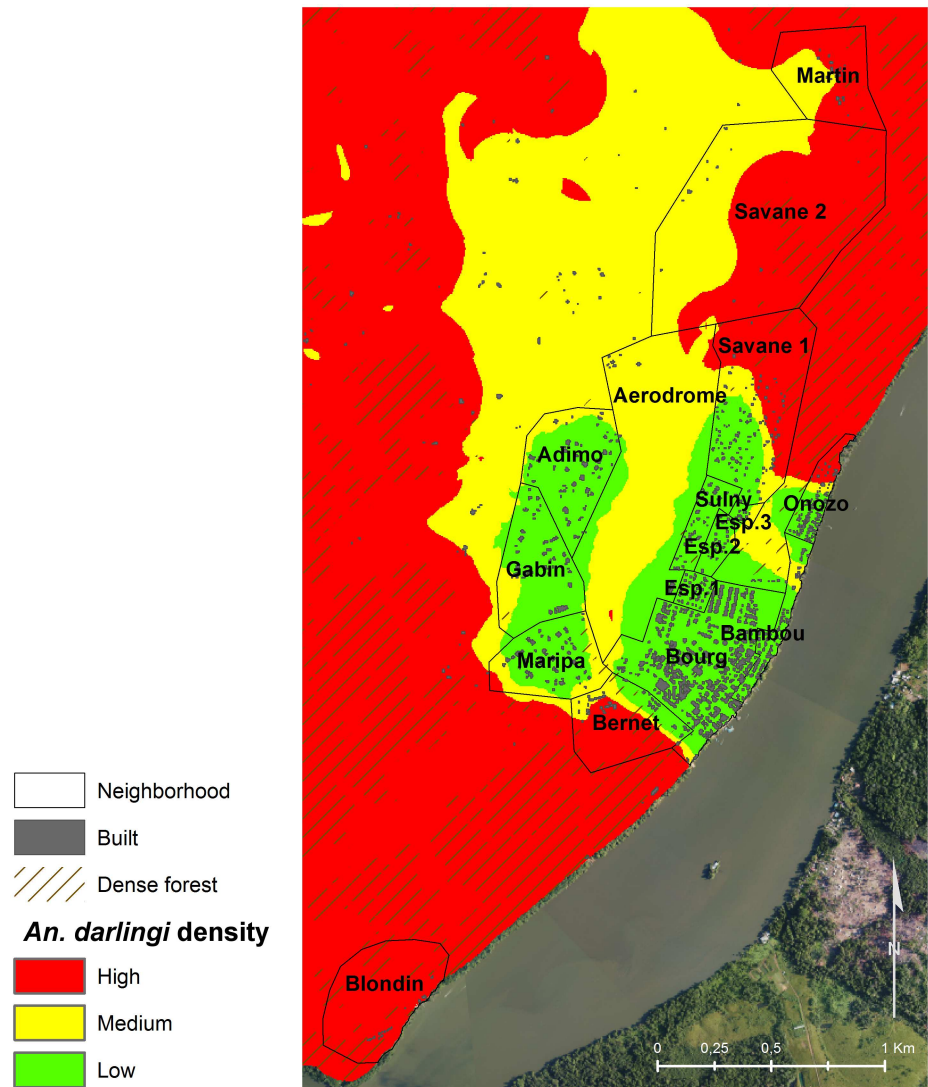 Martin
Savane 2
Savane 1
Aerodrome
Adimo
Sulny
Onozo
Esp.3
Esp.2
Gabin
Esp.1
Bambou
Maripa
Bourg
Bernet
Neighborhood
Built
Dense forest
An. darlingi density
High
Medium
Low
Blondin
N
0 0,25 0,5 1 Km